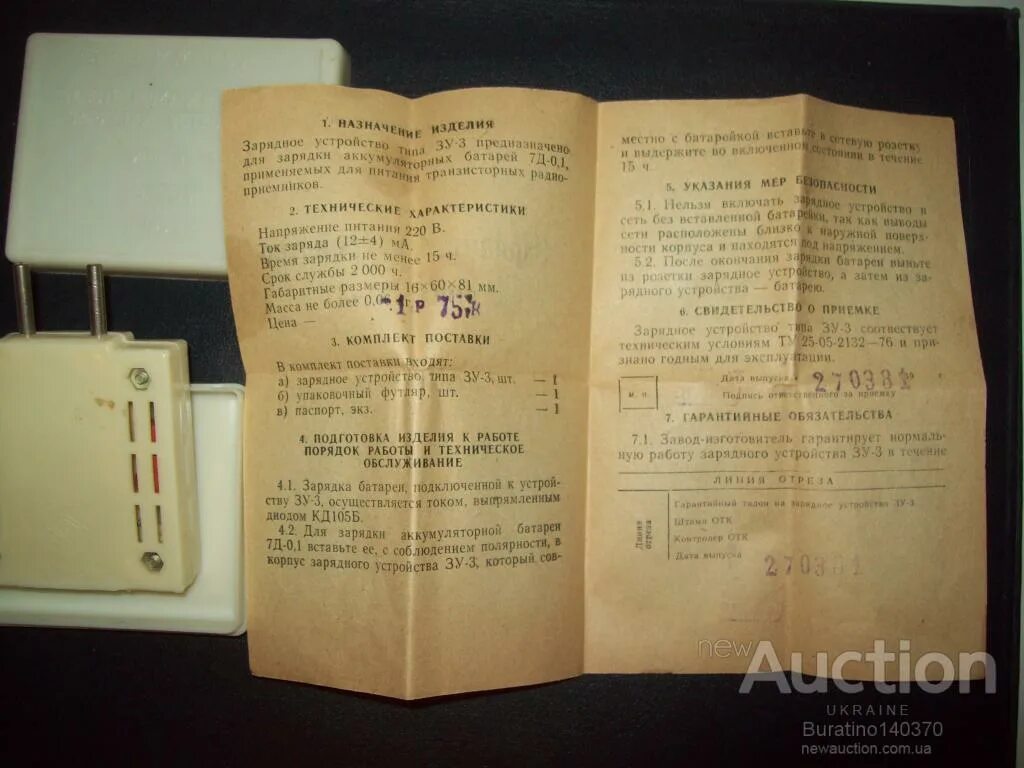 1. НАЗНАЧЕНИЕ ИЗДЕЛИЯ
Зарядное устройство типа ЗУ-3 предназначено
для зарядки аккумуляторных батарей 7Д-0,1,
применяемых для питания транзисторных радио-
приемников.
2. ТЕХНИЧЕСКИЕ ХАРАКТЕРИСТИКИ
Напряжение питания 220 В.
Ток заряда (12±4) мА.
Время зарядки не менее 15 ч.
Срок службы 2 000 ч.
Габаритные размеры 16×60×81 мм.
Масса не более
Цена — 1 р 75 к
3. КОМПЛЕКТ ПОСТАВКИ
В комплект поставки входят:
а) зарядное устройство типа ЗУ-3, шт. — 1
б) упаковочный футляр, шт. — 1
в) паспорт, экз. — 1
4. ПОДГОТОВКА ИЗДЕЛИЯ К РАБОТЕ
ПОРЯДОК РАБОТЫ И ТЕХНИЧЕСКОЕ
ОБСЛУЖИВАНИЕ
4.1. Зарядка батареи, подключенной к устрой-
ству ЗУ-3, осуществляется током, выпрямленным
диодом КД105Б.
4.2. Для зарядки аккумуляторной батареи
7Д-0,1 вставьте ее, с соблюдением полярности, в
корпус зарядного устройства ЗУ-3, который сов-
местно с батарейкой вставьте в сетевую розетку
и выдержите во включенном состоянии в течение
15 ч.
5. УКАЗАНИЯ МЕР БЕЗОПАСНОСТИ
5.1. Нельзя включать зарядное устройство в
сеть без вставленной батарейки, так как выводы
сети расположены близко к наружной поверх-
ности корпуса и находятся под напряжением.
5.2. После окончания зарядки батареи выньте
из розетки зарядное устройство, а затем из за-
рядного устройства — батарею.
6. СВИДЕТЕЛЬСТВО О ПРИЕМКЕ
Зарядное устройство типа ЗУ-3 соответствует
техническим условиям ТУ 25-05-2132—76 и при-
знано годным для эксплуатации.
Дата выпуска 270381
М. П.
Подпись ответственного за приемку
7. ГАРАНТИЙНЫЕ ОБЯЗАТЕЛЬСТВА
7.1. Завод-изготовитель гарантирует нормаль-
ную работу зарядного устройства ЗУ-3 в течение
ЛИНИЯ ОТРЕЗА
Линия
отреза
Гарантийный талон на зарядное устройство ЗУ-3
Штамп ОТК
Контролер ОТК
Дата выпуска
270381
newAuction
UKRAINE
Buratino140370
newauction.com.ua